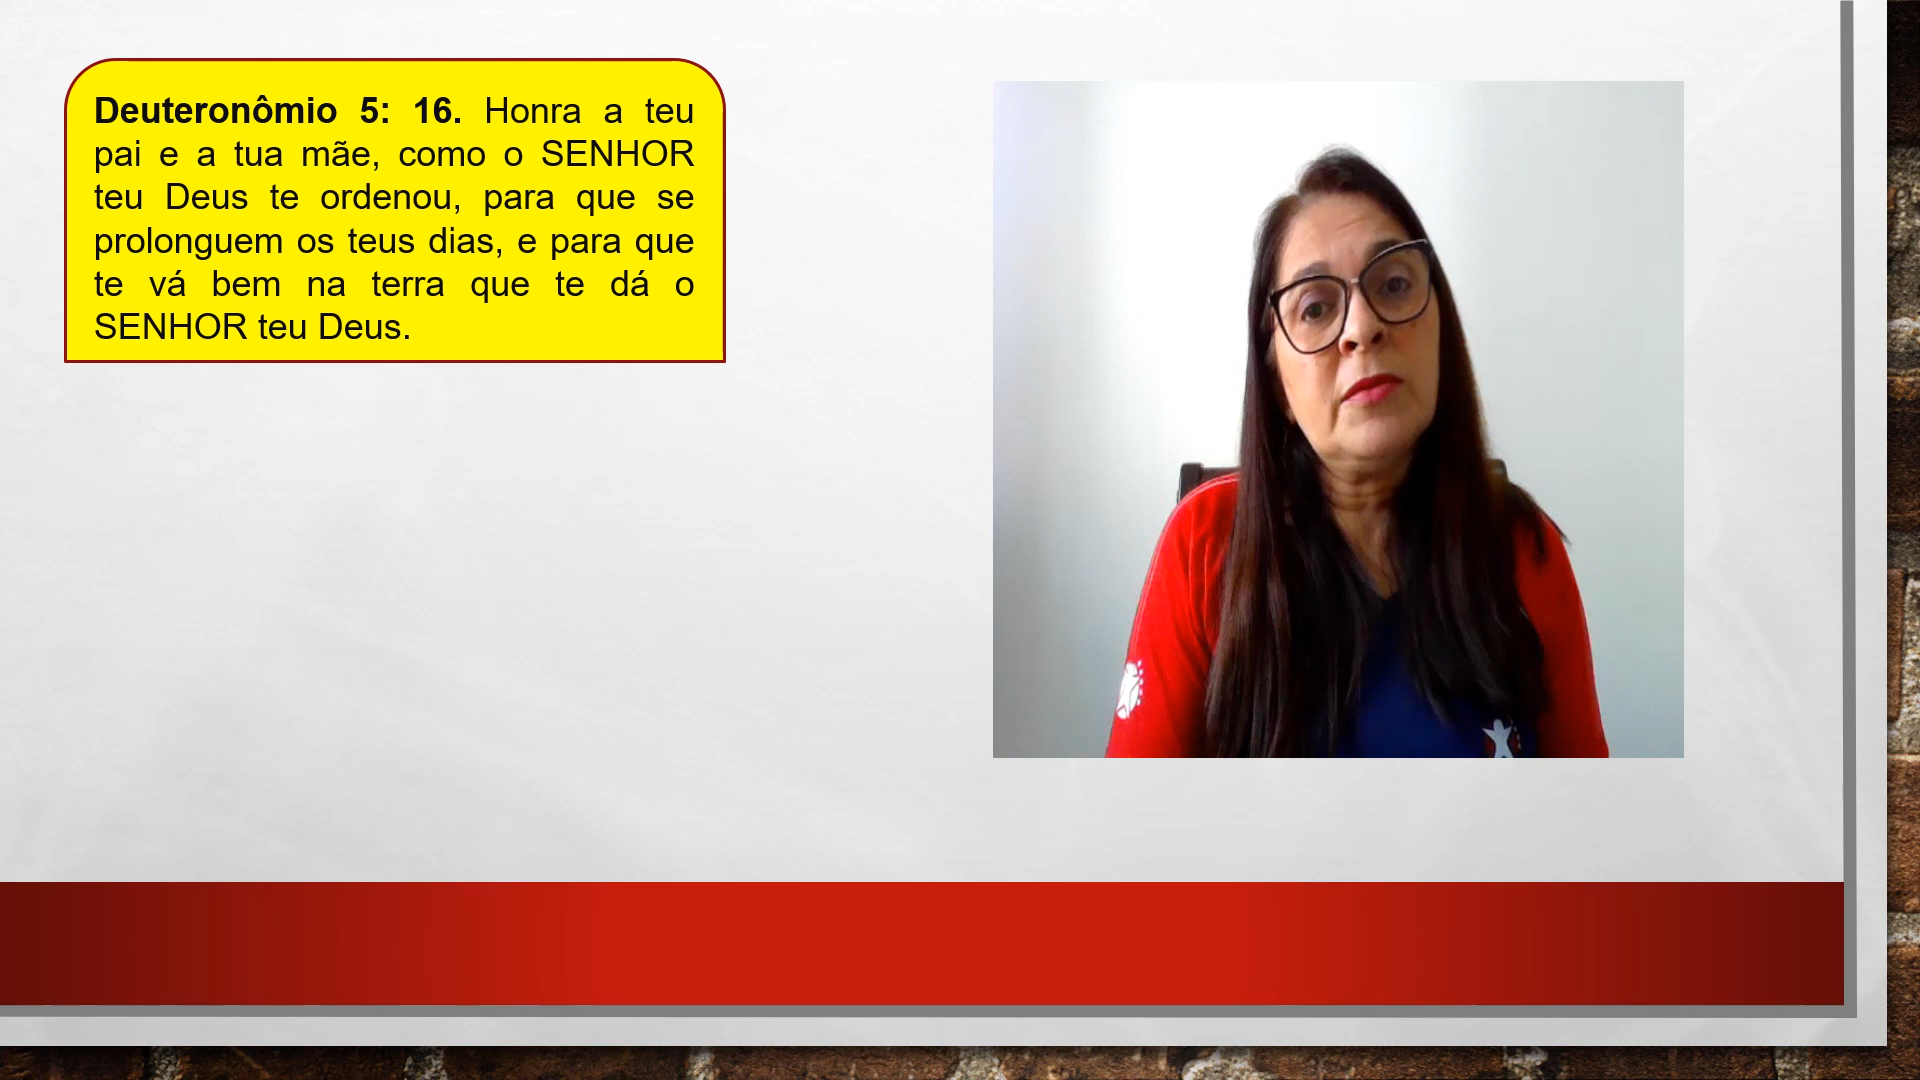 Deuteronômio 5: 16. Honra a teu
pai e a tua mãe, como o SENHOR
teu Deus te ordenou, para que se
prolonguem os teus dias, e para que
te vá bem na terra que te dá o
SENHOR teu Deus.